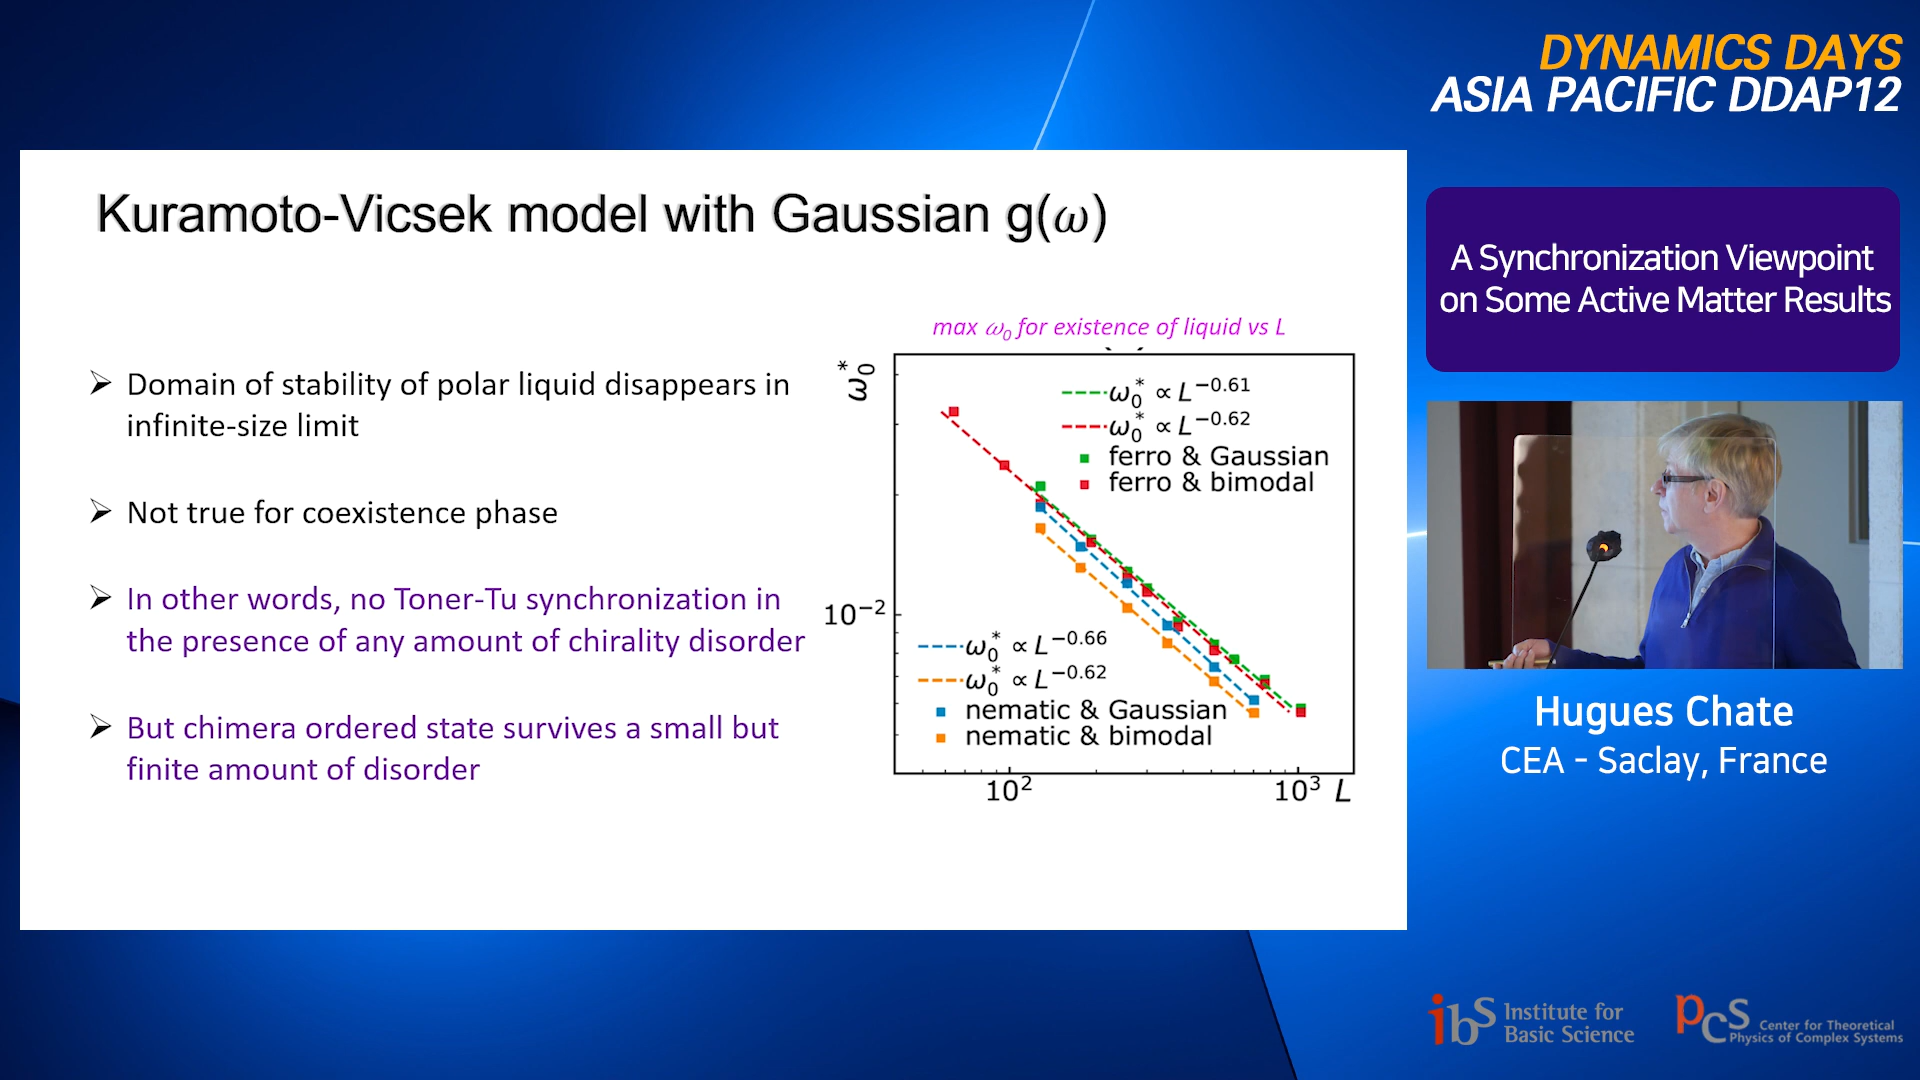 DYNAMICS DAYS
ASIA PACIFIC DDAP12
Kuramoto-Vicsek model with Gaussian g(ω)
A Synchronization Viewpoint
on Some Active Matter Results
➢ Domain of stability of polar liquid disappears in
infinite-size limit
➢ Not true for coexistence phase
➢ In other words, no Toner-Tu synchronization in
the presence of any amount of chirality disorder
➢ But chimera ordered state survives a small but
finite amount of disorder
max ω₀ for existence of liquid vs L
ω₀*
ω₀* ∝ L^−0.61
ω₀* ∝ L^−0.62
ferro & Gaussian
ferro & bimodal
10^−2
ω₀* ∝ L^−0.66
ω₀* ∝ L^−0.62
nematic & Gaussian
nematic & bimodal
10² 10³ L
Hugues Chate
CEA - Saclay, France
ibs Institute for
Basic Science
PCS Center for Theoretical
Physics of Complex Systems